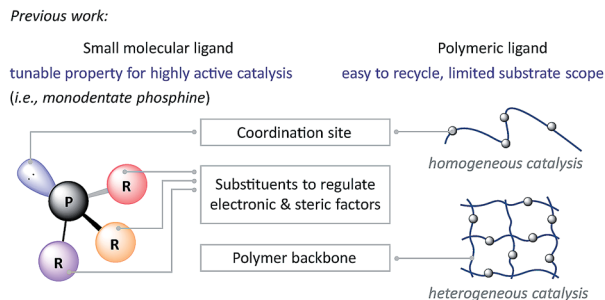 Previous work:
Small molecular ligand
tunable property for highly active catalysis
(i.e., monodentate phosphine)
Polymeric ligand
easy to recycle, limited substrate scope
Coordination site
Substituents to regulate
electronic & steric factors
Polymer backbone
P
R
R
R
homogeneous catalysis
heterogeneous catalysis